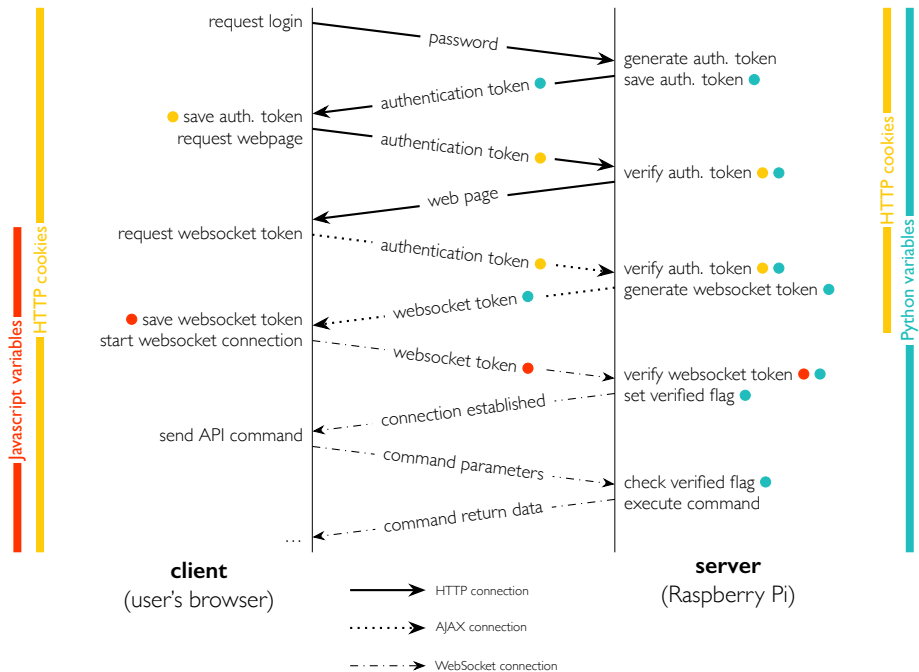 request login
password
generate auth. token
save auth. token
authentication token
save auth. token
request webpage
authentication token
verify auth. token
web page
request websocket token
authentication token
verify auth. token
generate websocket token
websocket token
save websocket token
start websocket connection
websocket token
verify websocket token
set verified flag
connection established
send API command
command parameters
check verified flag
execute command
command return data
...
Javascript variables
HTTP cookies
HTTP cookies
Python variables
client
(user's browser)
server
(Raspberry Pi)
HTTP connection
AJAX connection
WebSocket connection